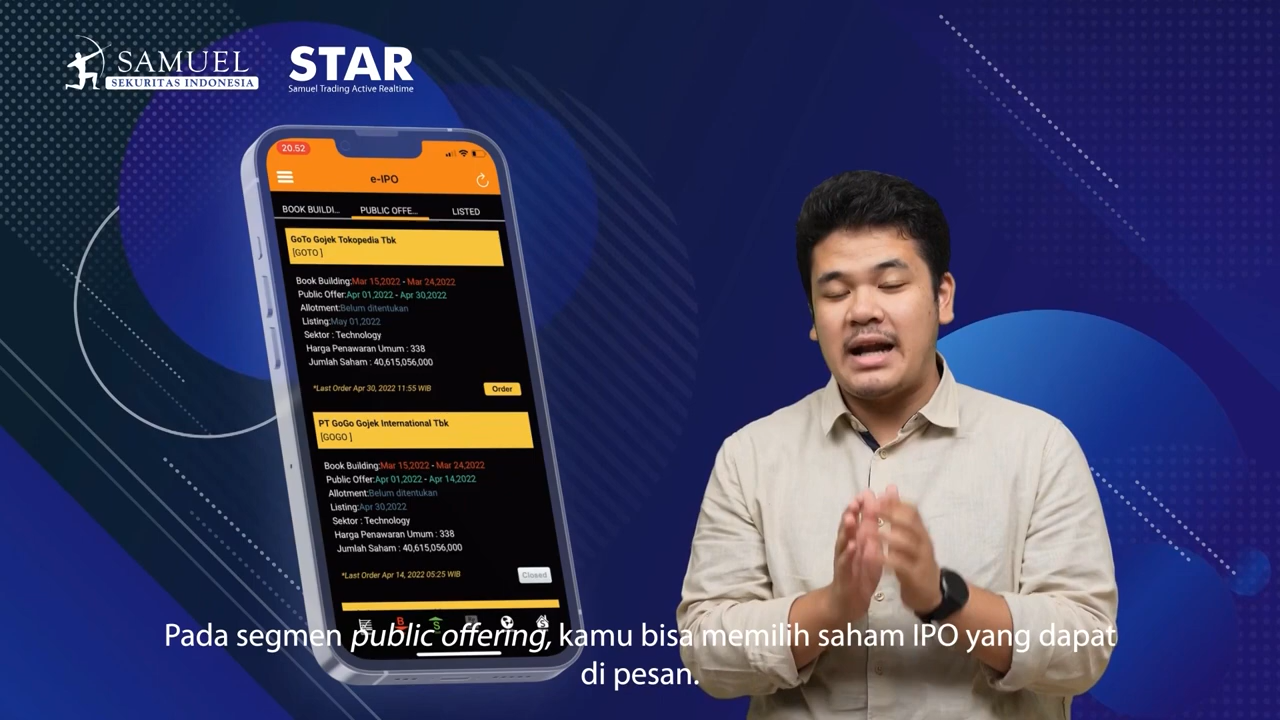 SAMUEL
SEKURITAS INDONESIA
STAR
Samuel Trading Active Realtime
20.52
e-IPO
BOOK BUILDI... PUBLIC OFFE... LISTED
GoTo Gojek Tokopedia Tbk
[GOTO ]
Book Building:Mar 15,2022 - Mar 24,2022
Public Offer:Apr 01,2022 - Apr 30,2022
Allotment:Belum ditentukan
Listing:May 01,2022
Sektor : Technology
Harga Penawaran Umum : 338
Jumlah Saham : 40,615,056,000
*Last Order Apr 30, 2022 11:55 WIB Order
PT GoGo Gojek International Tbk
[GOGO ]
Book Building:Mar 15,2022 - Mar 24,2022
Public Offer:Apr 01,2022 - Apr 14,2022
Allotment:Belum ditentukan
Listing:Apr 30,2022
Sektor : Technology
Harga Penawaran Umum : 338
Jumlah Saham : 40,615,056,000
*Last Order Apr 14, 2022 05:25 WIB Closed
Pada segmen public offering, kamu bisa memilih saham IPO yang dapat
di pesan.